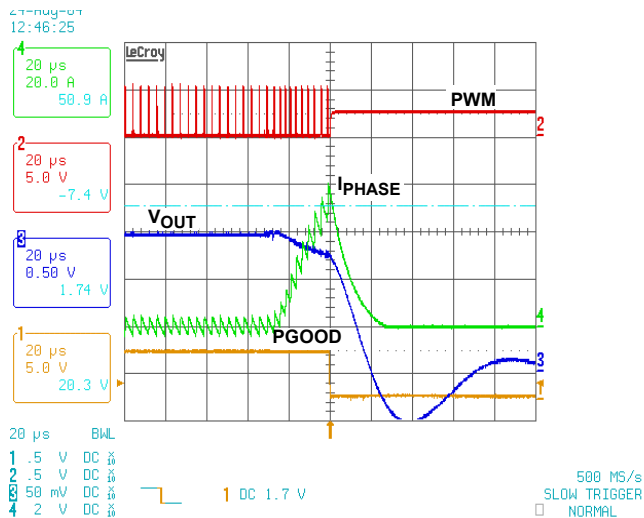 24-Aug-04
12:46:25
4
20 µs
20.0 A
50.9 A
2
20 µs
5.0 V
-7.4 V
3
20 µs
0.50 V
1.74 V
1
20 µs
5.0 V
20.3 V
LeCroy
PWM
2
IPHASE
VOUT
4
PGOOD
3
1
20 µs BWL
1 .5 V DC X10
2 .5 V DC X10
3 50 mV DC X10
4 2 V DC X10
1 DC 1.7 V
500 MS/s
SLOW TRIGGER
NORMAL